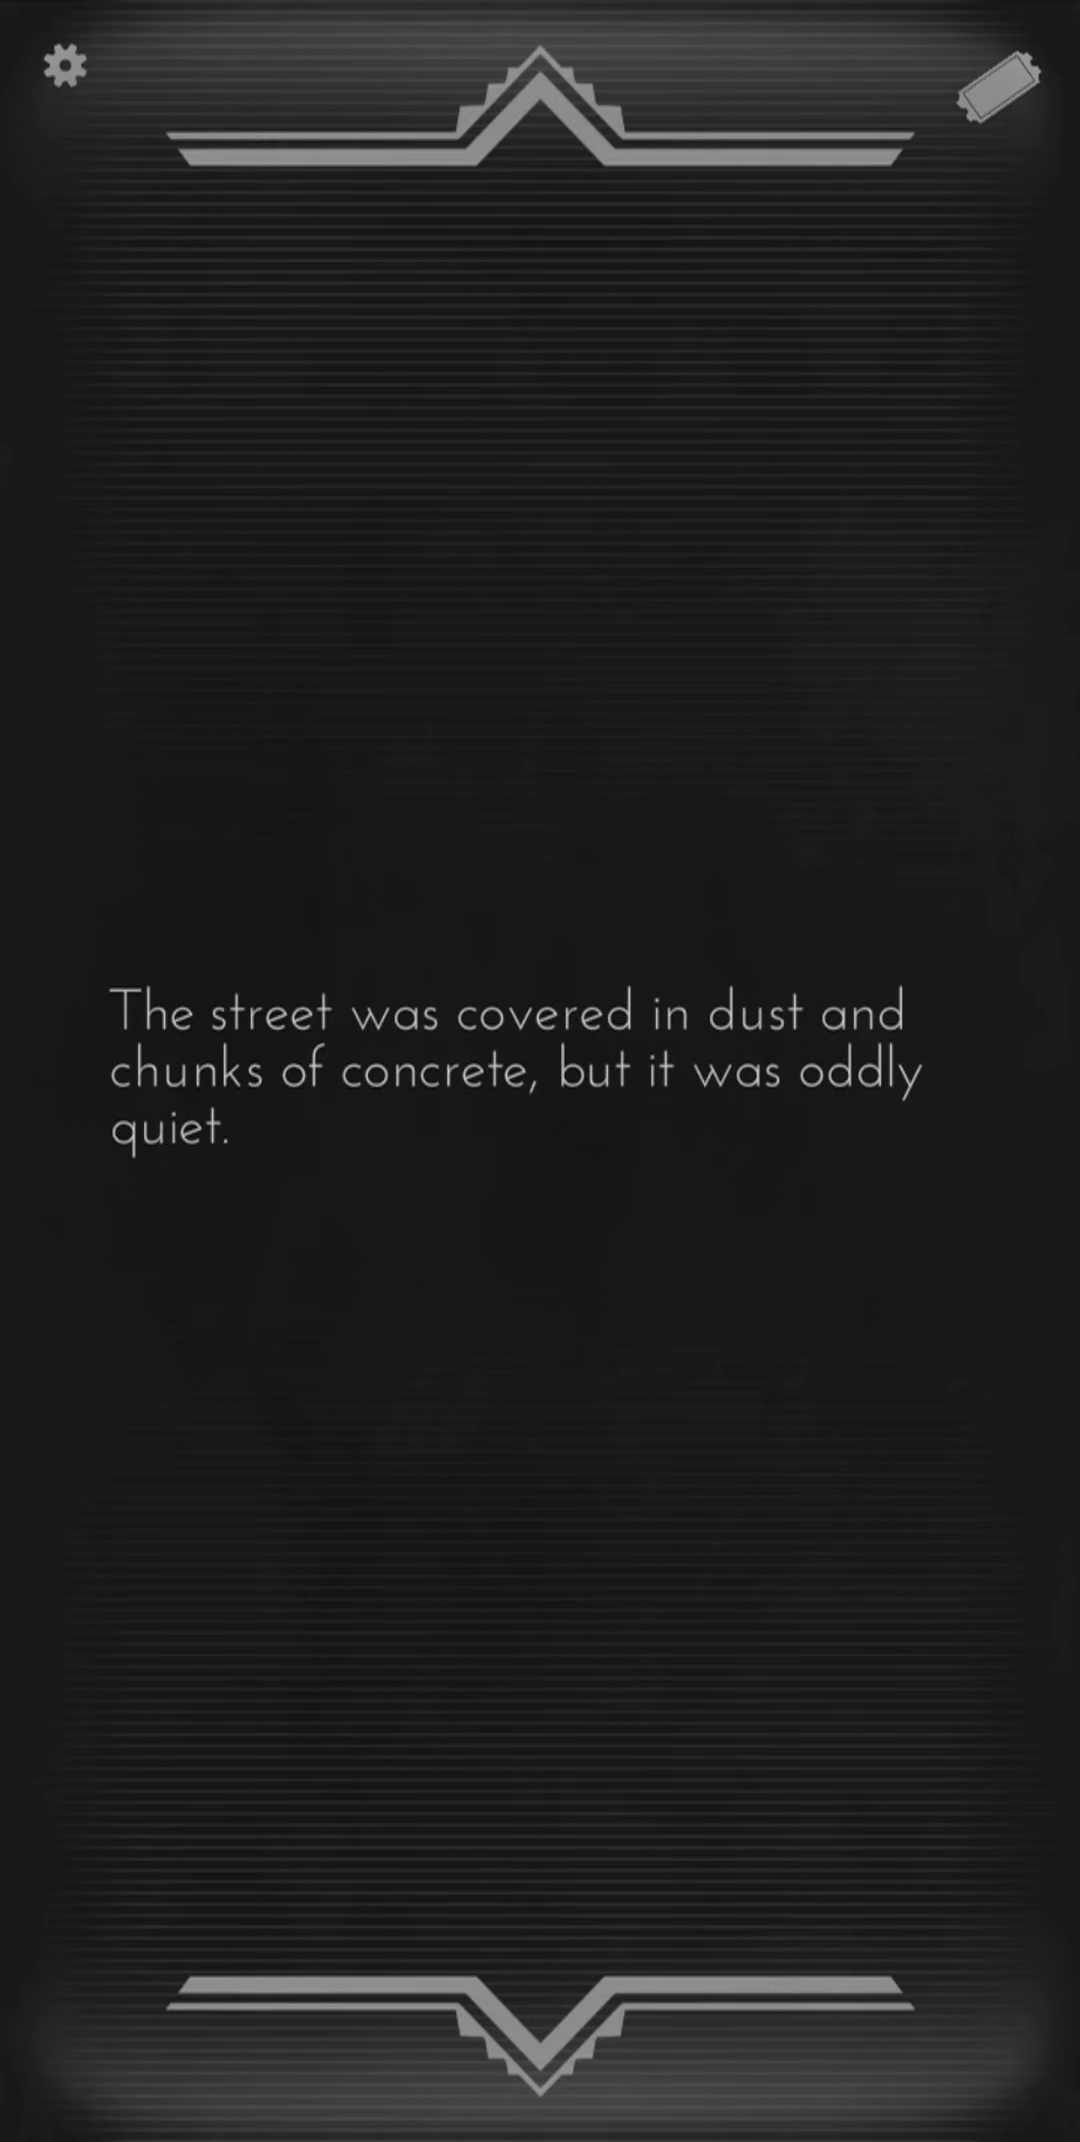 The street was covered in dust and
chunks of concrete, but it was oddly
quiet.